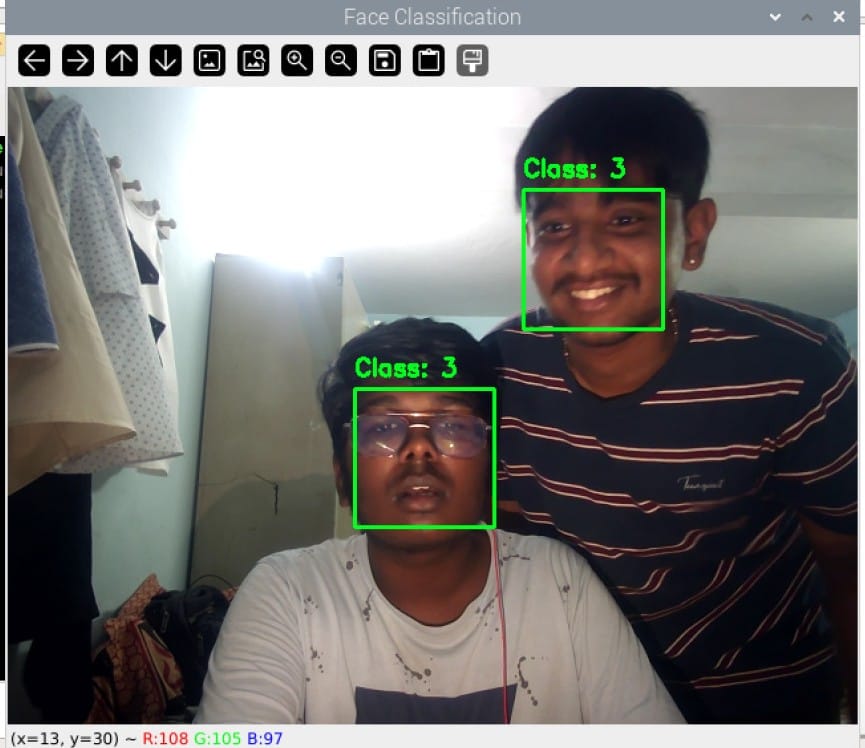 Face Classification
Class: 3
Class: 3
(x=13, y=30) ~ R:108 G:105 B:97